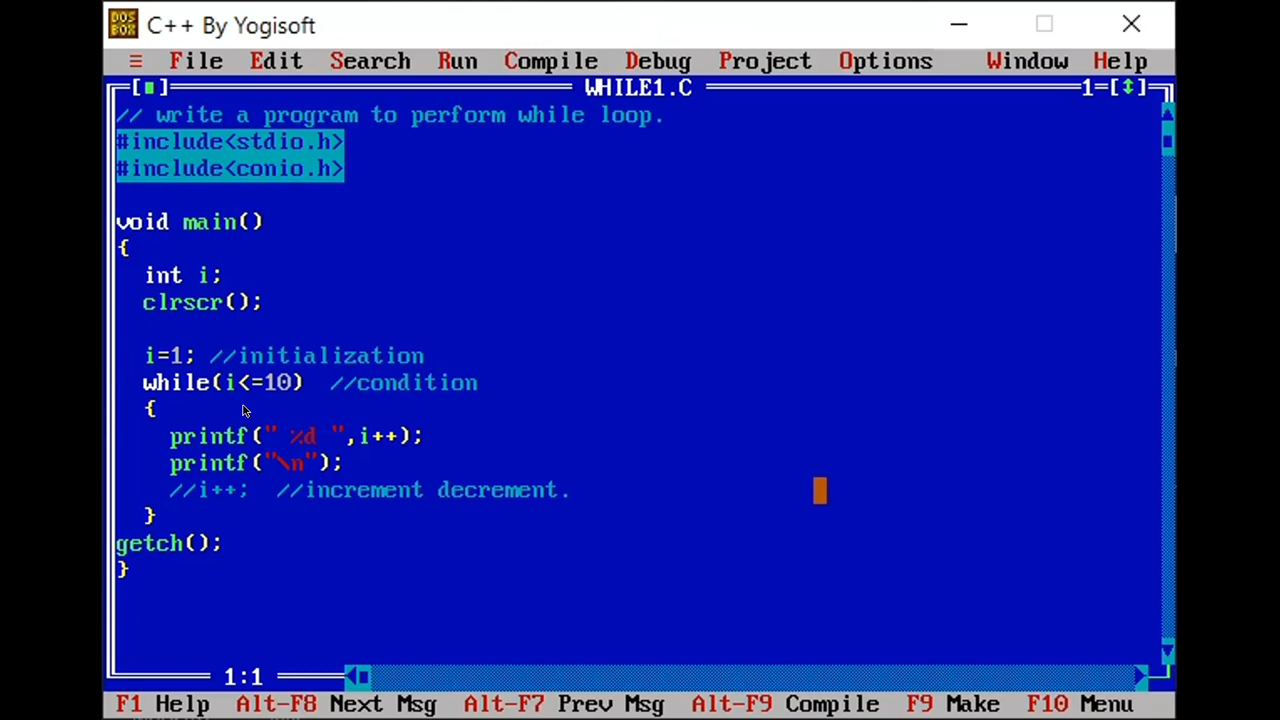 C++ By Yogisoft
≡ File Edit Search Run Compile Debug Project Options Window Help
WHILE1.C 1=[↕]
// write a program to perform while loop.
#include<stdio.h>
#include<conio.h>
void main()
{
int i;
clrscr();
i=1; //initialization
while(i<=10) //condition
{
printf(" %d ",i++);
printf("\n");
//i++; //increment decrement.
}
getch();
}
1:1
F1 Help Alt-F8 Next Msg Alt-F7 Prev Msg Alt-F9 Compile F9 Make F10 Menu